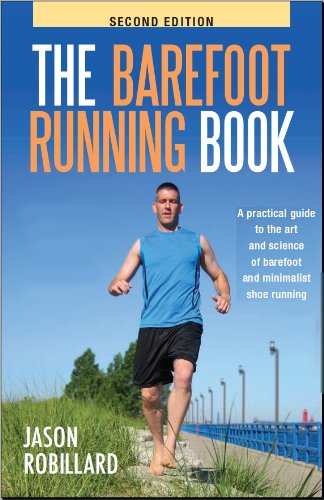 SECOND EDITION
THE BAREFOOT
RUNNING BOOK
A practical guide
to the art
and science
of barefoot
and minimalist
shoe running
JASON
ROBILLARD